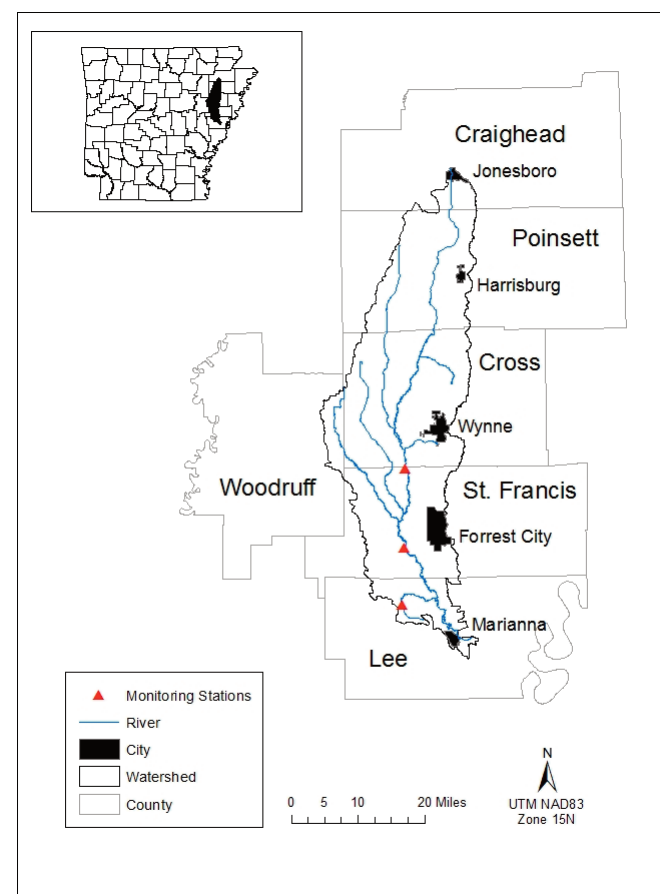 Craighead
Jonesboro
Poinsett
Harrisburg
Cross
Wynne
Woodruff
St. Francis
Forrest City
Marianna
Lee
Monitoring Stations
River
City
Watershed
County
0 5 10 20 Miles
N
UTM NAD83
Zone 15N